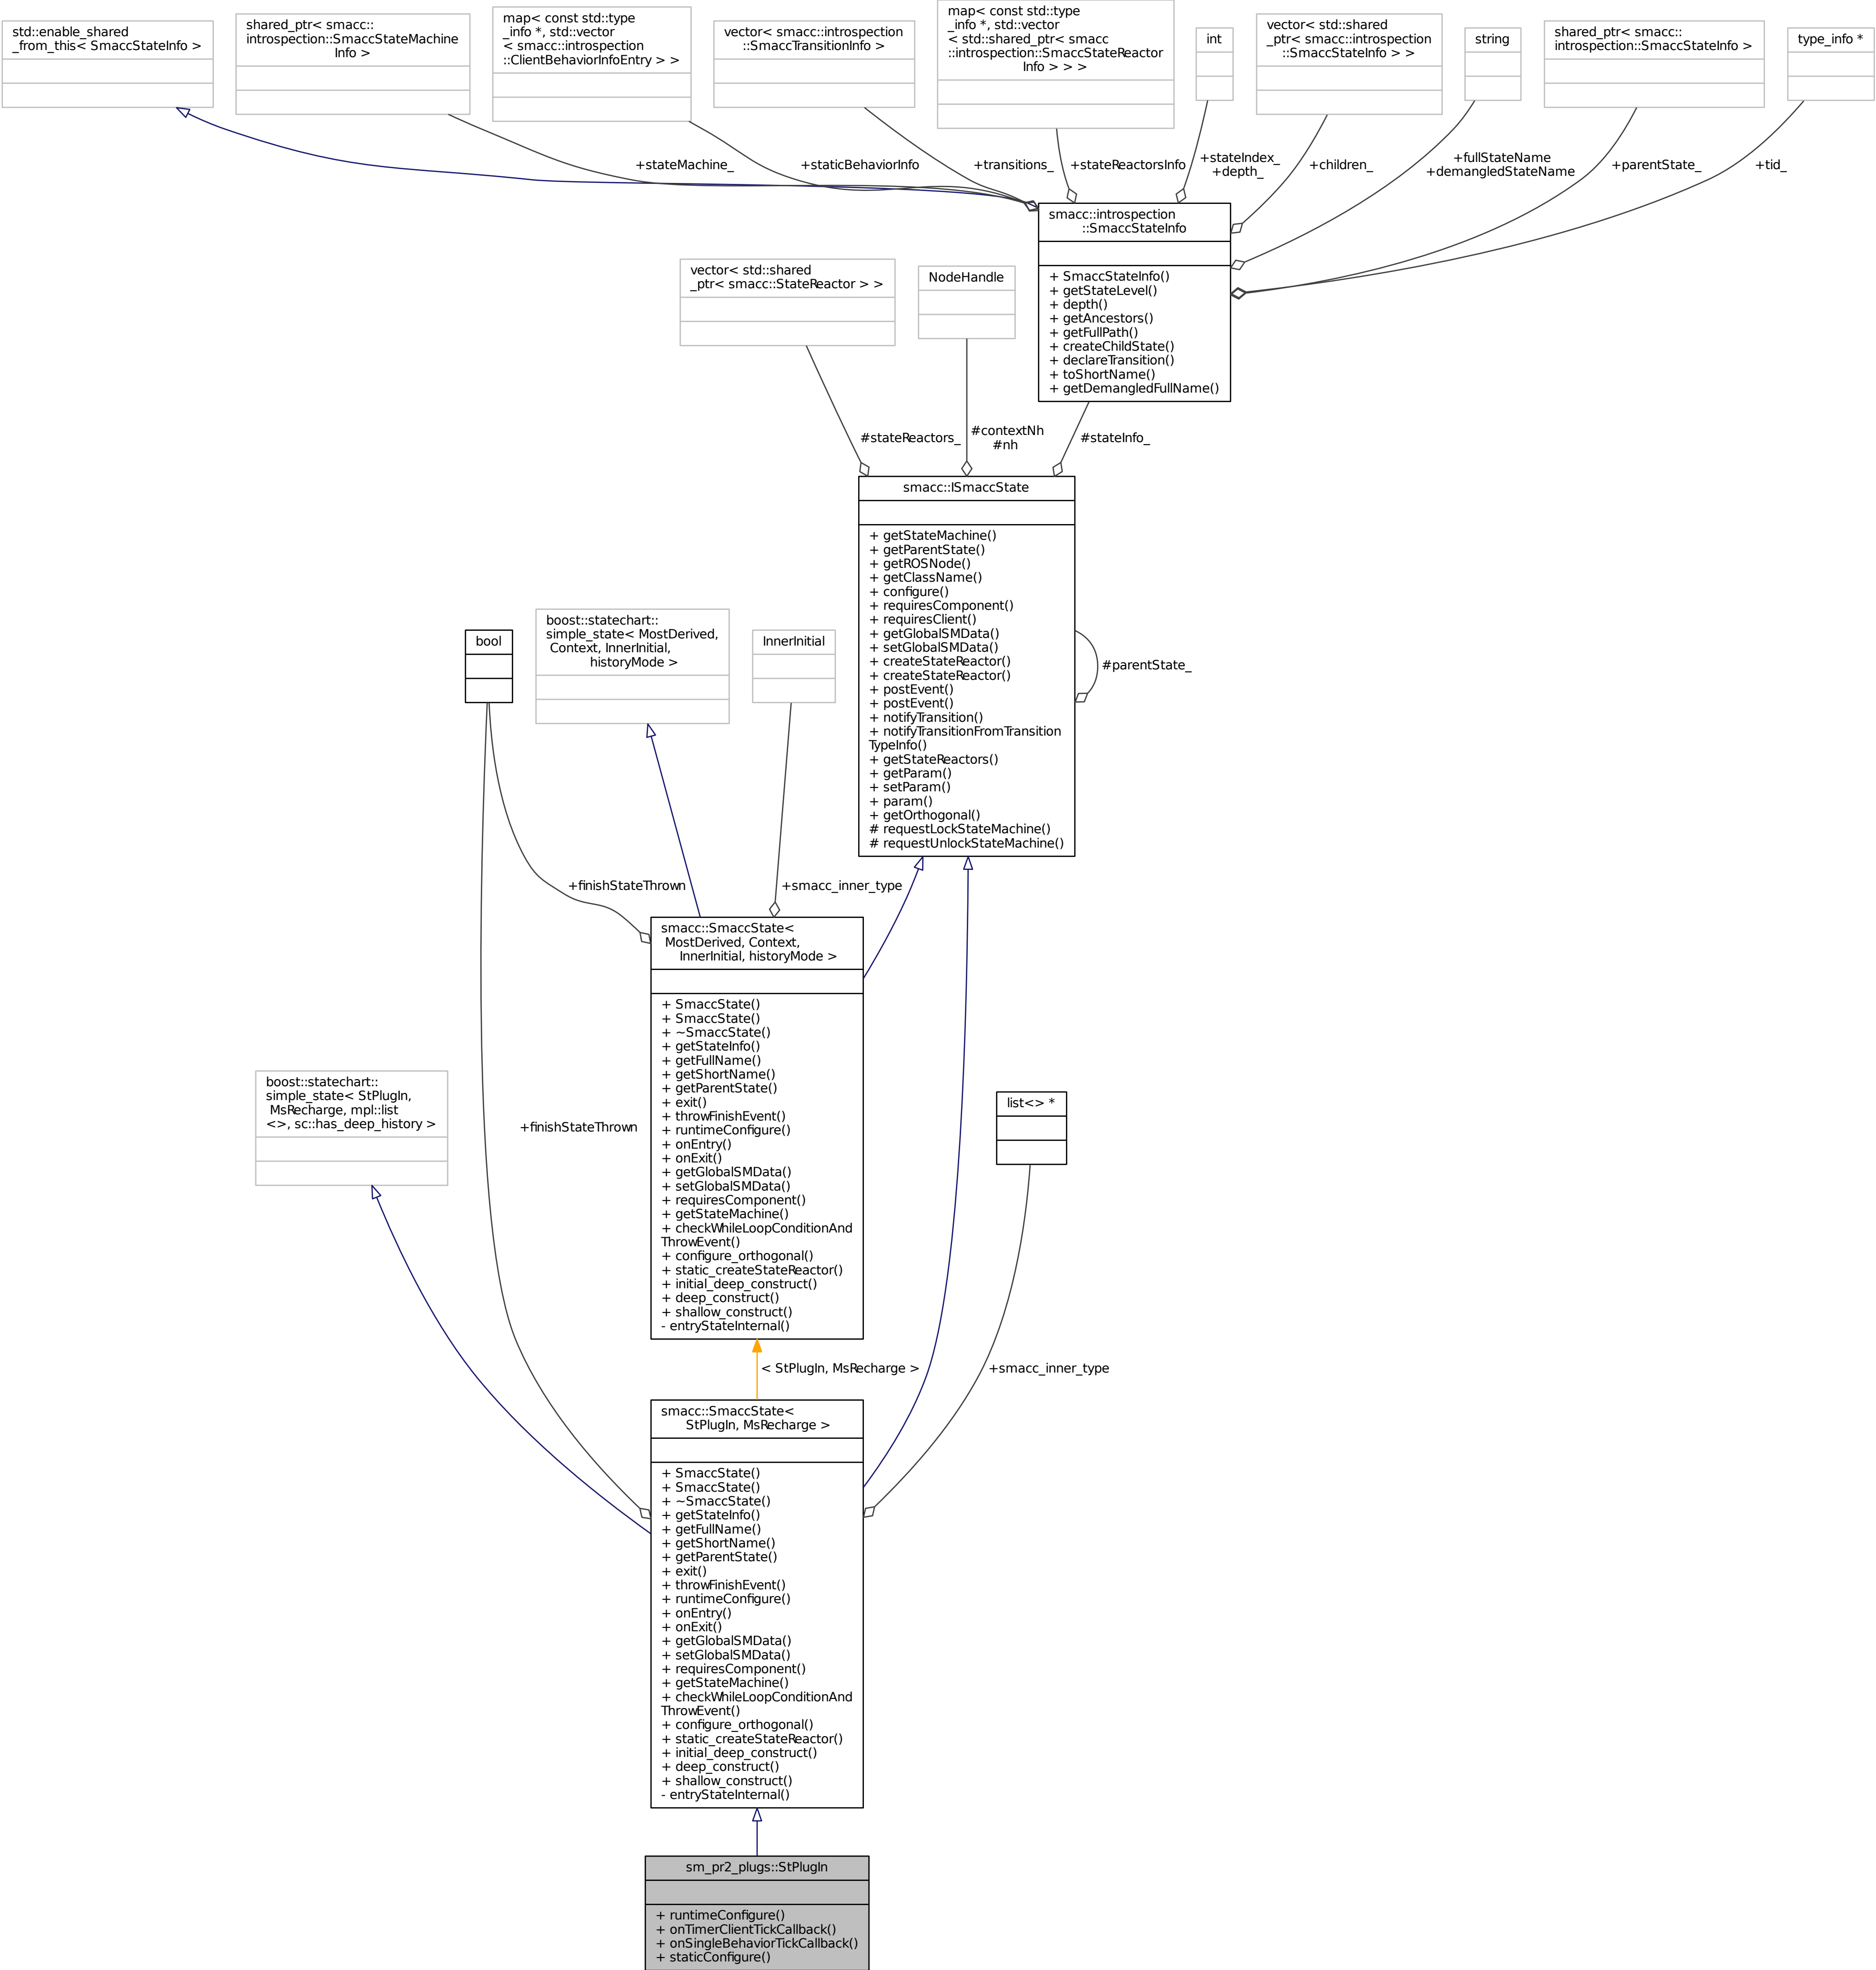 std::enable_shared
_from_this< SmaccStateInfo >
shared_ptr< smacc::
introspection::SmaccStateMachine
Info >
map< const std::type
_info *, std::vector
< smacc::introspection
::ClientBehaviorInfoEntry > >
vector< smacc::introspection
::SmaccTransitionInfo >
map< const std::type
_info *, std::vector
< std::shared_ptr< smacc
::introspection::SmaccStateReactor
Info > > >
int
vector< std::shared
_ptr< smacc::introspection
::SmaccStateInfo > >
string
shared_ptr< smacc::
introspection::SmaccStateInfo >
type_info *
+stateMachine_
+staticBehaviorInfo
+transitions_
+stateReactorsInfo
+stateIndex_
+depth_
+children_
+fullStateName
+demangledStateName
+parentState_
+tid_
smacc::introspection
::SmaccStateInfo
+ SmaccStateInfo()
+ getStateLevel()
+ depth()
+ getAncestors()
+ getFullPath()
+ createChildState()
+ declareTransition()
+ toShortName()
+ getDemangledFullName()
vector< std::shared
_ptr< smacc::StateReactor > >
NodeHandle
#stateReactors_
#contextNh
#nh
#stateInfo_
smacc::ISmaccState
+ getStateMachine()
+ getParentState()
+ getROSNode()
+ getClassName()
+ configure()
+ requiresComponent()
+ requiresClient()
+ getGlobalSMData()
+ setGlobalSMData()
+ createStateReactor()
+ createStateReactor()
+ postEvent()
+ postEvent()
+ notifyTransition()
+ notifyTransitionFromTransition
TypeInfo()
+ getStateReactors()
+ getParam()
+ setParam()
+ param()
+ getOrthogonal()
# requestLockStateMachine()
# requestUnlockStateMachine()
#parentState_
bool
boost::statechart::
simple_state< MostDerived,
Context, InnerInitial,
historyMode >
InnerInitial
+finishStateThrown
+smacc_inner_type
smacc::SmaccState<
MostDerived, Context,
InnerInitial, historyMode >
+ SmaccState()
+ SmaccState()
+ ~SmaccState()
+ getStateInfo()
+ getFullName()
+ getShortName()
+ getParentState()
+ exit()
+ throwFinishEvent()
+ runtimeConfigure()
+ onEntry()
+ onExit()
+ getGlobalSMData()
+ setGlobalSMData()
+ requiresComponent()
+ getStateMachine()
+ checkWhileLoopConditionAnd
ThrowEvent()
+ configure_orthogonal()
+ static_createStateReactor()
+ initial_deep_construct()
+ deep_construct()
+ shallow_construct()
- entryStateInternal()
boost::statechart::
simple_state< StPlugIn,
MsRecharge, mpl::list
<>, sc::has_deep_history >
+finishStateThrown
list<> *
< StPlugIn, MsRecharge >
+smacc_inner_type
smacc::SmaccState<
StPlugIn, MsRecharge >
+ SmaccState()
+ SmaccState()
+ ~SmaccState()
+ getStateInfo()
+ getFullName()
+ getShortName()
+ getParentState()
+ exit()
+ throwFinishEvent()
+ runtimeConfigure()
+ onEntry()
+ onExit()
+ getGlobalSMData()
+ setGlobalSMData()
+ requiresComponent()
+ getStateMachine()
+ checkWhileLoopConditionAnd
ThrowEvent()
+ configure_orthogonal()
+ static_createStateReactor()
+ initial_deep_construct()
+ deep_construct()
+ shallow_construct()
- entryStateInternal()
sm_pr2_plugs::StPlugIn
+ runtimeConfigure()
+ onTimerClientTickCallback()
+ onSingleBehaviorTickCallback()
+ staticConfigure()